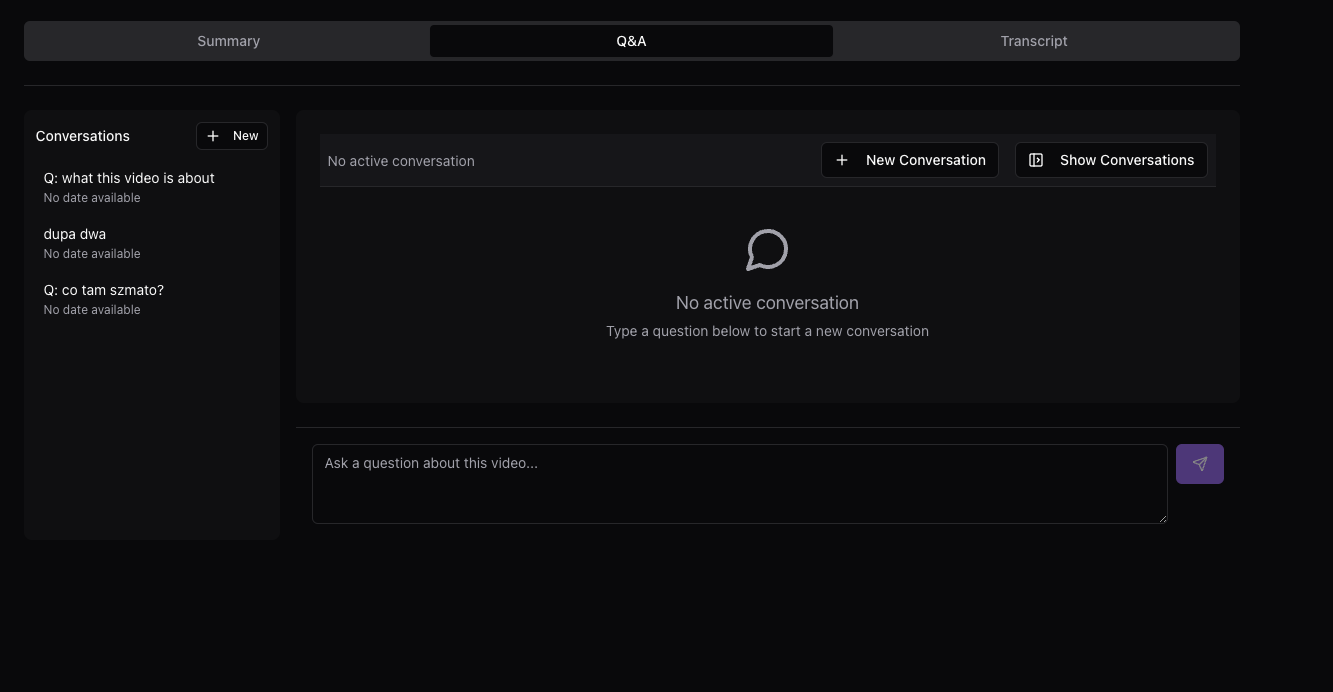 Summary
Q&A
Transcript
Conversations
New
Q: what this video is about
No date available
dupa dwa
No date available
Q: co tam szmato?
No date available
No active conversation
New Conversation
Show Conversations
No active conversation
Type a question below to start a new conversation
Ask a question about this video...